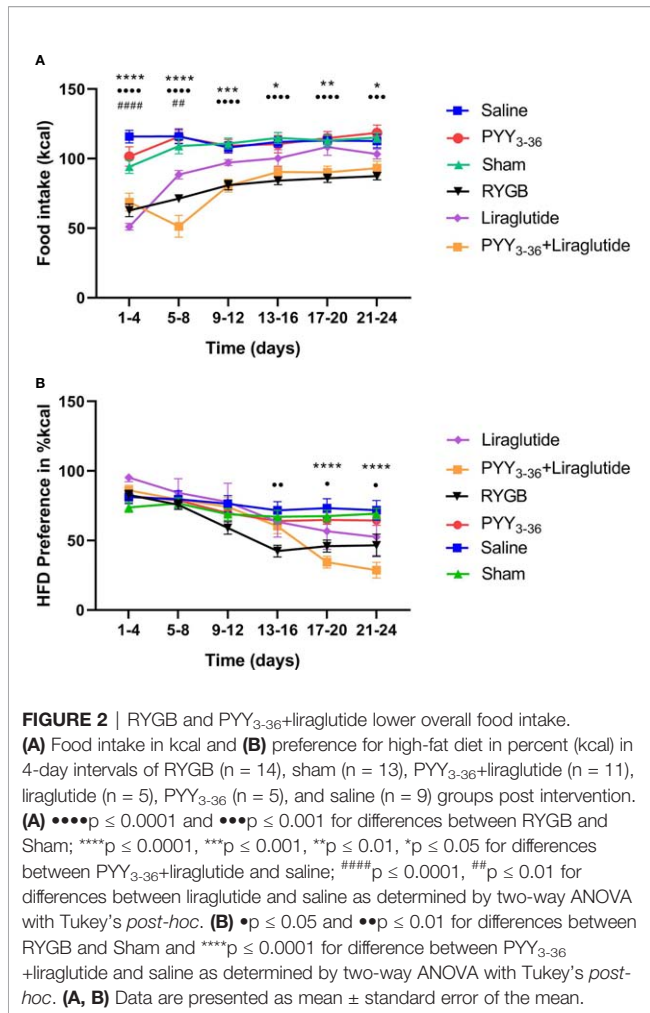 A
**** **** *** * ** *
•••• •••• •••• •••• •••• •••
#### ##
150
100
50
0
Food intake (kcal)
1-4 5-8 9-12 13-16 17-20 21-24
Time (days)
Saline
PYY3-36
Sham
RYGB
Liraglutide
PYY3-36+Liraglutide
B
150
100
50
0
HFD Preference in %kcal
**** ****
•• • •
1-4 5-8 9-12 13-16 17-20 21-24
Time (days)
Liraglutide
PYY3-36+Liraglutide
RYGB
PYY3-36
Saline
Sham
FIGURE 2 | RYGB and PYY3-36+liraglutide lower overall food intake.
(A) Food intake in kcal and (B) preference for high-fat diet in percent (kcal) in
4-day intervals of RYGB (n = 14), sham (n = 13), PYY3-36+liraglutide (n = 11),
liraglutide (n = 5), PYY3-36 (n = 5), and saline (n = 9) groups post intervention.
(A) ••••p ≤ 0.0001 and •••p ≤ 0.001 for differences between RYGB and
Sham; ****p ≤ 0.0001, ***p ≤ 0.001, **p ≤ 0.01, *p ≤ 0.05 for differences
between PYY3-36+liraglutide and saline; ####p ≤ 0.0001, ##p ≤ 0.01 for
differences between liraglutide and saline as determined by two-way ANOVA
with Tukey's post-hoc. (B) •p ≤ 0.05 and ••p ≤ 0.01 for differences between
RYGB and Sham and ****p ≤ 0.0001 for difference between PYY3-36
+liraglutide and saline as determined by two-way ANOVA with Tukey's post-
hoc. (A, B) Data are presented as mean ± standard error of the mean.